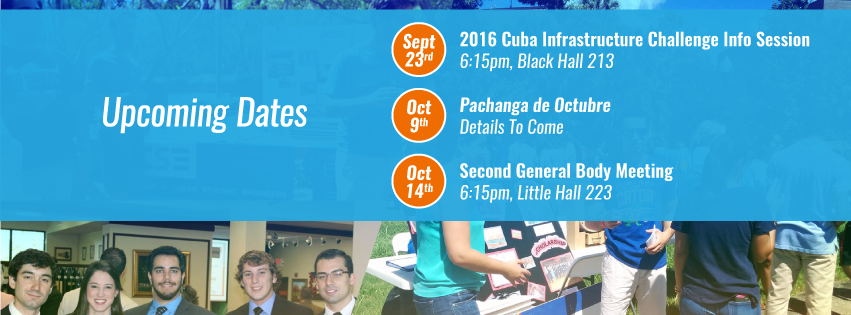 Upcoming Dates
Sept
23rd
2016 Cuba Infrastructure Challenge Info Session
6:15pm, Black Hall 213
Oct
9th
Pachanga de Octubre
Details To Come
Oct
14th
Second General Body Meeting
6:15pm, Little Hall 223
SCHOLARSHIP